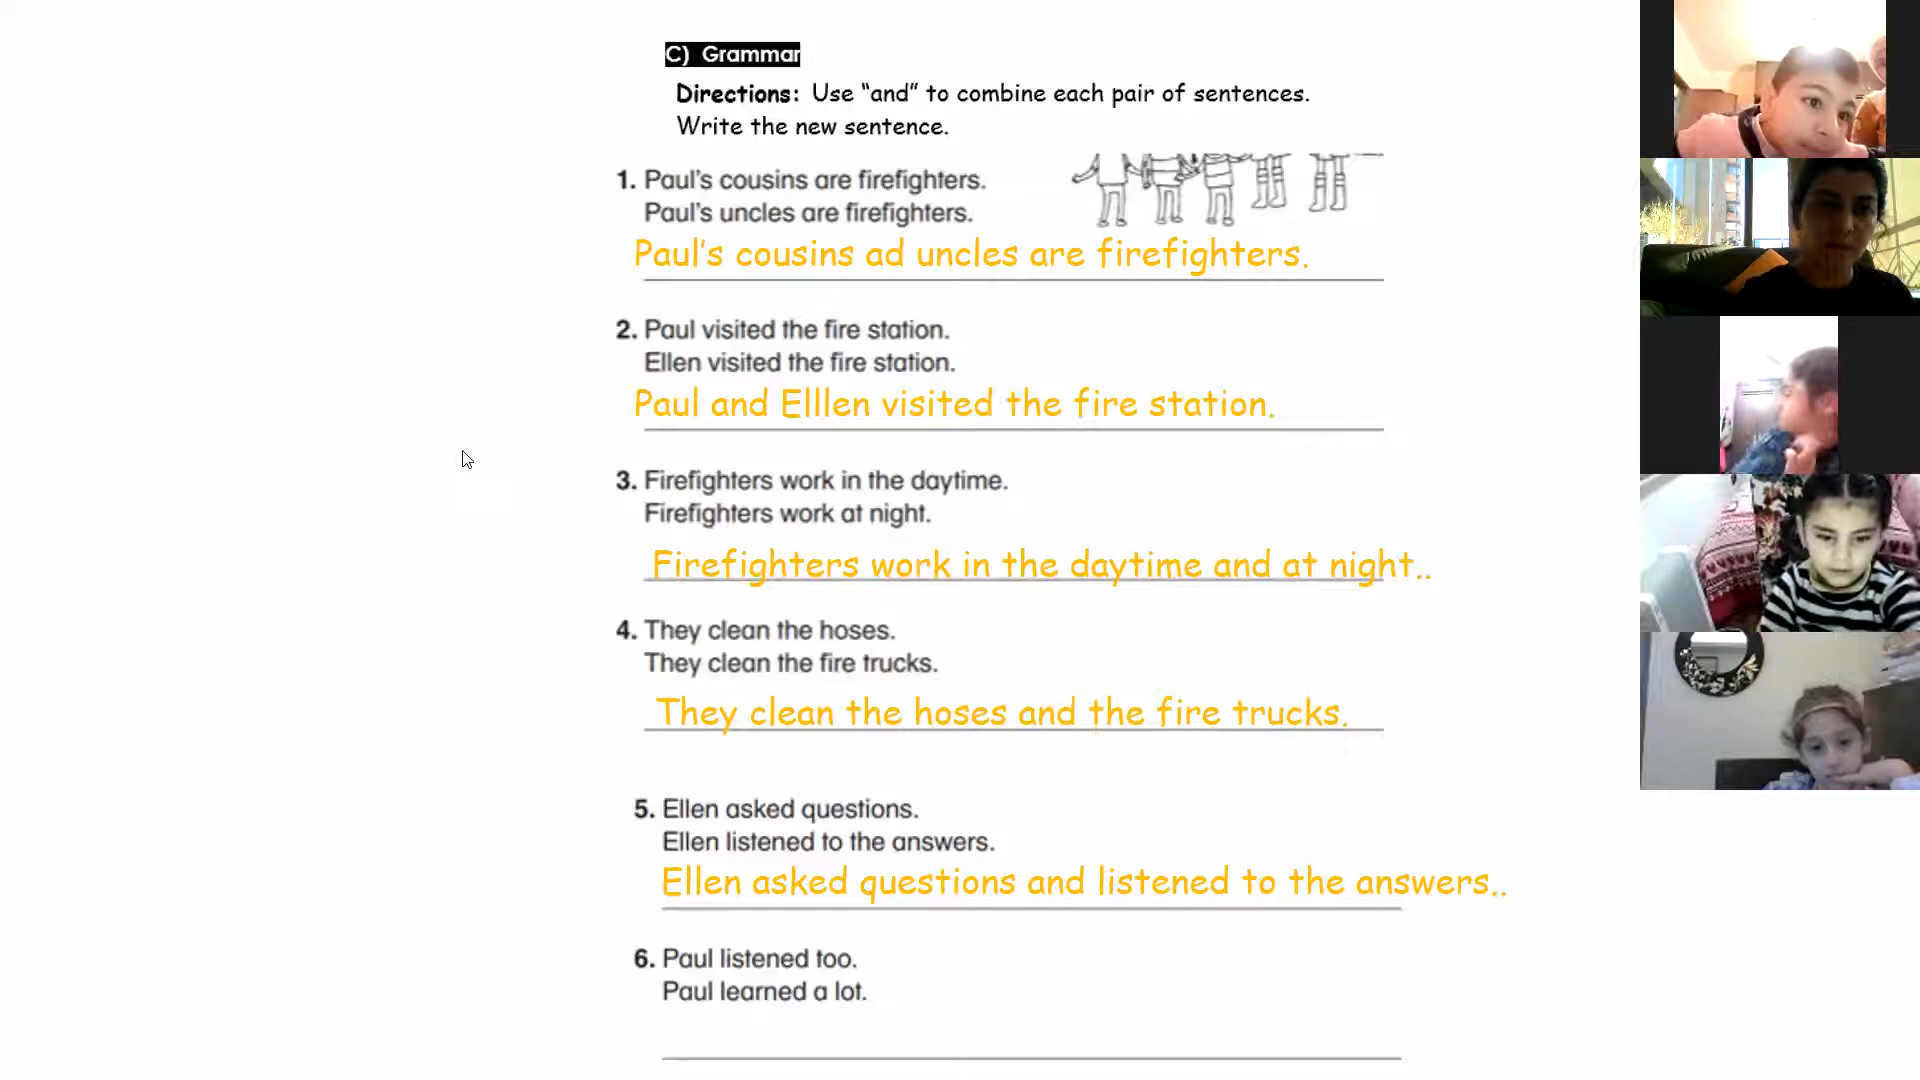 C) Grammar
Directions: Use “and” to combine each pair of sentences.
Write the new sentence.
1. Paul's cousins are firefighters.
Paul's uncles are firefighters.
Paul's cousins ad uncles are firefighters.
2. Paul visited the fire station.
Ellen visited the fire station.
Paul and Elllen visited the fire station.
3. Firefighters work in the daytime.
Firefighters work at night.
Firefighters work in the daytime and at night..
4. They clean the hoses.
They clean the fire trucks.
They clean the hoses and the fire trucks.
5. Ellen asked questions.
Ellen listened to the answers.
Ellen asked questions and listened to the answers..
6. Paul listened too.
Paul learned a lot.